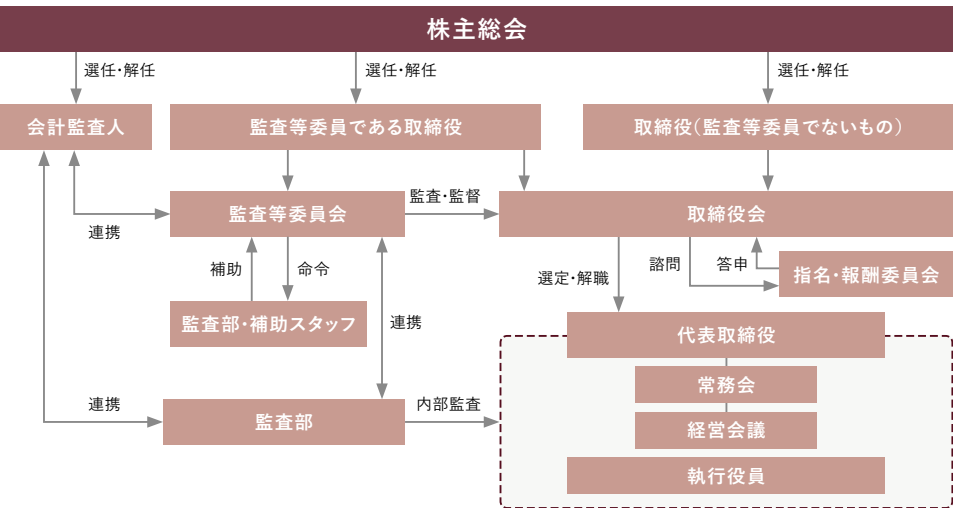 株主総会
選任・解任
選任・解任
選任・解任
会計監査人
監査等委員である取締役
取締役（監査等委員でないもの）
監査等委員会
監査・監督
取締役会
連携
補助
命令
選定・解職
諮問
答申
指名・報酬委員会
監査部・補助スタッフ
連携
代表取締役
常務会
連携
監査部
内部監査
経営会議
執行役員